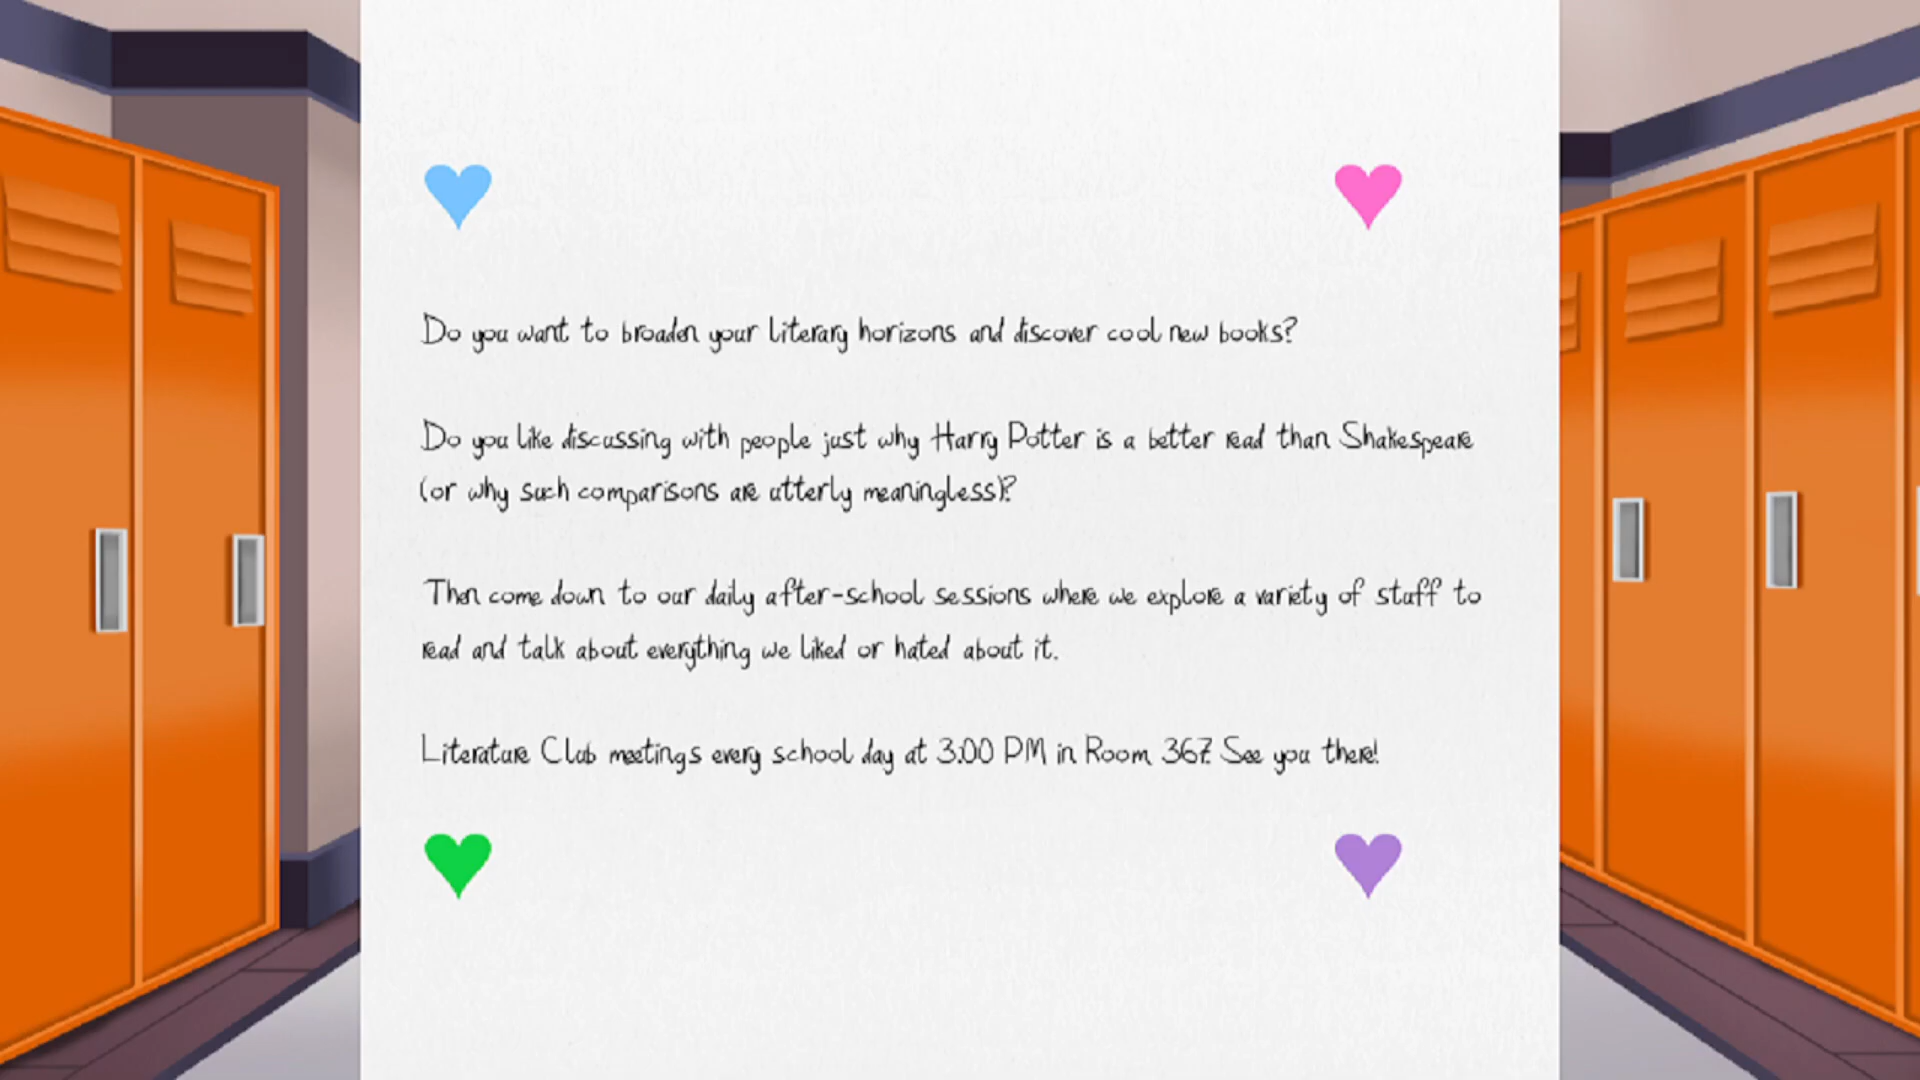 Do you want to broaden your literary horizons and discover cool new books?
Do you like discussing with people just why Harry Potter is a better read than Shakespeare
(or why such comparisons are utterly meaningless)?
Then come down to our daily after-school sessions where we explore a variety of stuff to
read and talk about everything we liked or hated about it.
Literature Club meetings every school day at 3:00 PM in Room 367. See you there!